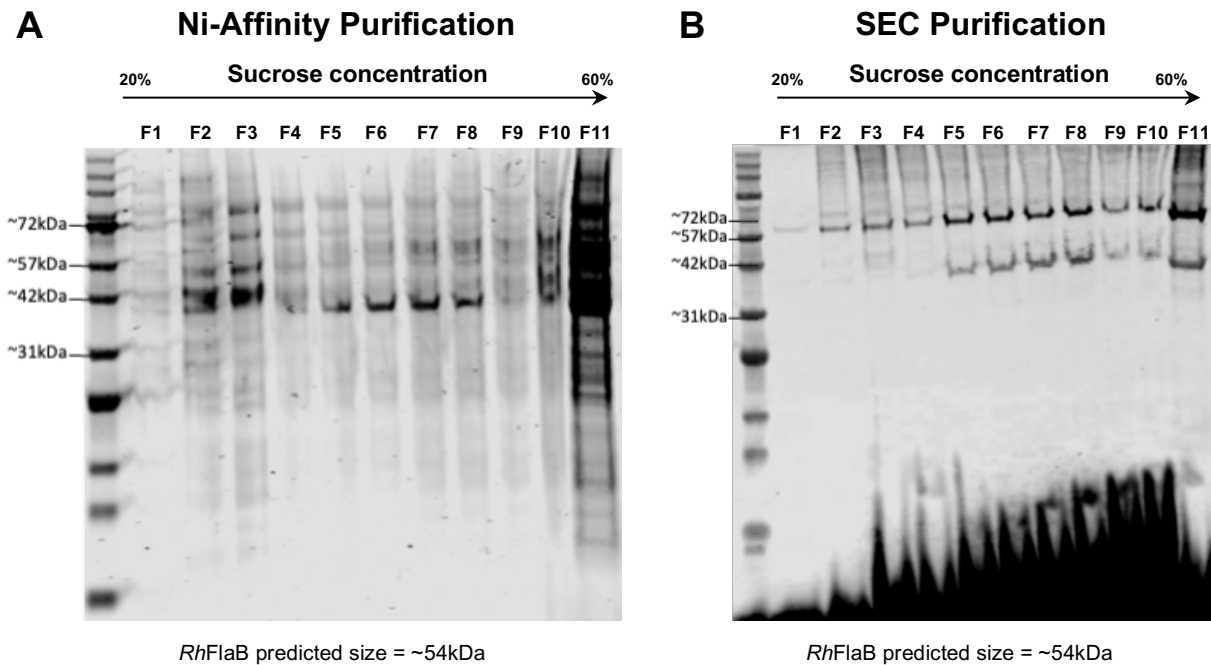 A
Ni-Affinity Purification
20%
Sucrose concentration
60%
F1 F2 F3 F4 F5 F6 F7 F8 F9 F10 F11
~72kDa
~57kDa
~42kDa
~31kDa
RhFlaB predicted size = ~54kDa
B
SEC Purification
20%
Sucrose concentration
60%
F1 F2 F3 F4 F5 F6 F7 F8 F9 F10 F11
~72kDa
~57kDa
~42kDa
~31kDa
RhFlaB predicted size = ~54kDa